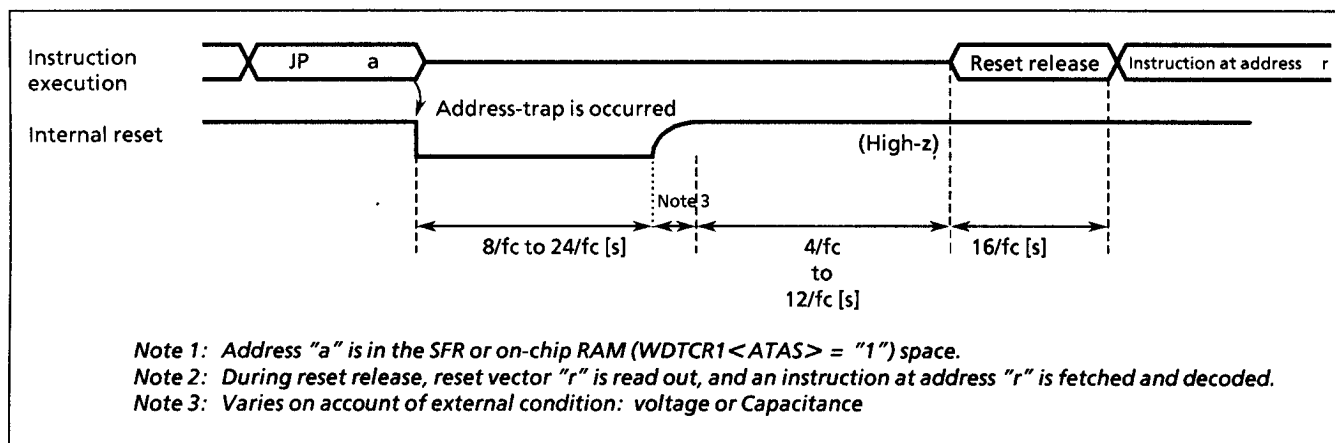 Instruction execution
JP a
Reset release
Instruction at address r
Address-trap is occurred
Internal reset
(High-z)
Note 3
8/fc to 24/fc [s]
4/fc
to
12/fc [s]
16/fc [s]
Note 1: Address "a" is in the SFR or on-chip RAM (WDTCR1<ATAS> = "1") space.
Note 2: During reset release, reset vector "r" is read out, and an instruction at address "r" is fetched and decoded.
Note 3: Varies on account of external condition: voltage or Capacitance